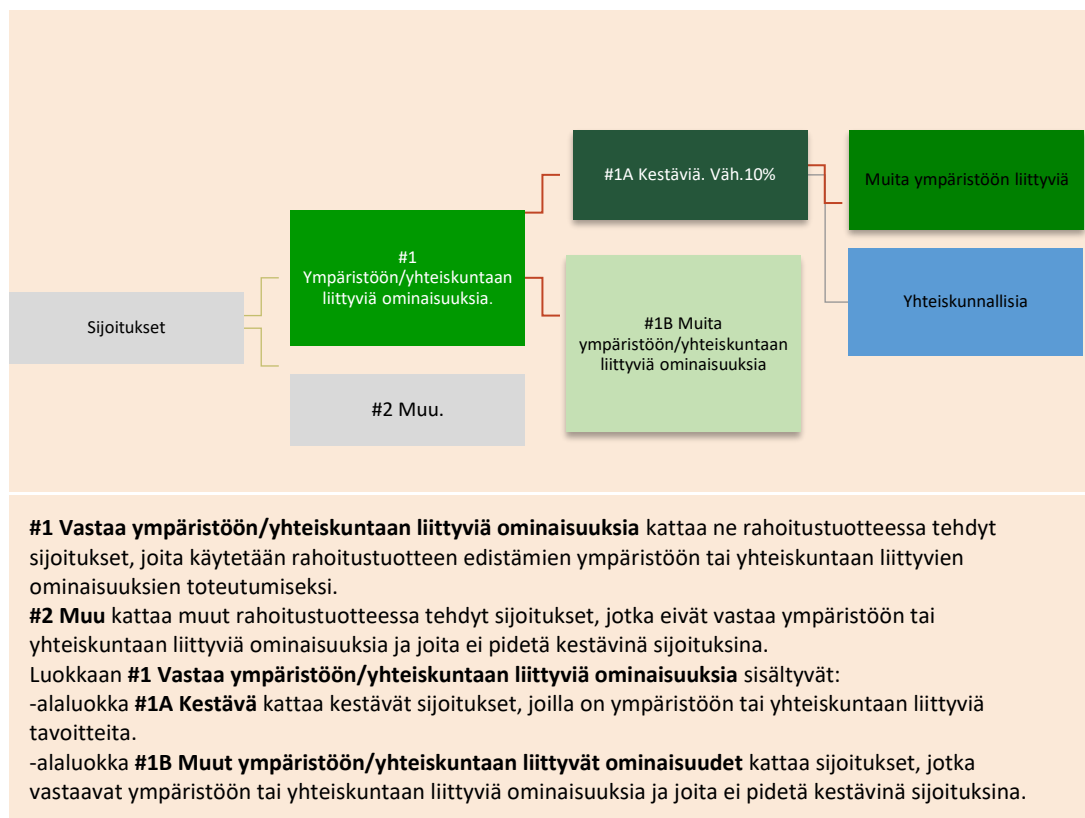 Sijoitukset
#1
Ympäristöön/yhteiskuntaan
liittyviä ominaisuuksia.
#2 Muu.
#1A Kestäviä. Väh.10%
#1B Muita
ympäristöön/yhteiskuntaan
liittyviä ominaisuuksia
Muita ympäristöön liittyviä
Yhteiskunnallisia
#1 Vastaa ympäristöön/yhteiskuntaan liittyviä ominaisuuksia kattaa ne rahoitustuotteessa tehdyt
sijoitukset, joita käytetään rahoitustuotteen edistämien ympäristöön tai yhteiskuntaan liittyvien
ominaisuuksien toteutumiseksi.
#2 Muu kattaa muut rahoitustuotteessa tehdyt sijoitukset, jotka eivät vastaa ympäristöön tai
yhteiskuntaan liittyviä ominaisuuksia ja joita ei pidetä kestävinä sijoituksina.
Luokkaan #1 Vastaa ympäristöön/yhteiskuntaan liittyviä ominaisuuksia sisältyvät:
-alaluokka #1A Kestävä kattaa kestävät sijoitukset, joilla on ympäristöön tai yhteiskuntaan liittyviä
tavoitteita.
-alaluokka #1B Muut ympäristöön/yhteiskuntaan liittyvät ominaisuudet kattaa sijoitukset, jotka
vastaavat ympäristöön tai yhteiskuntaan liittyviä ominaisuuksia ja joita ei pidetä kestävinä sijoituksina.